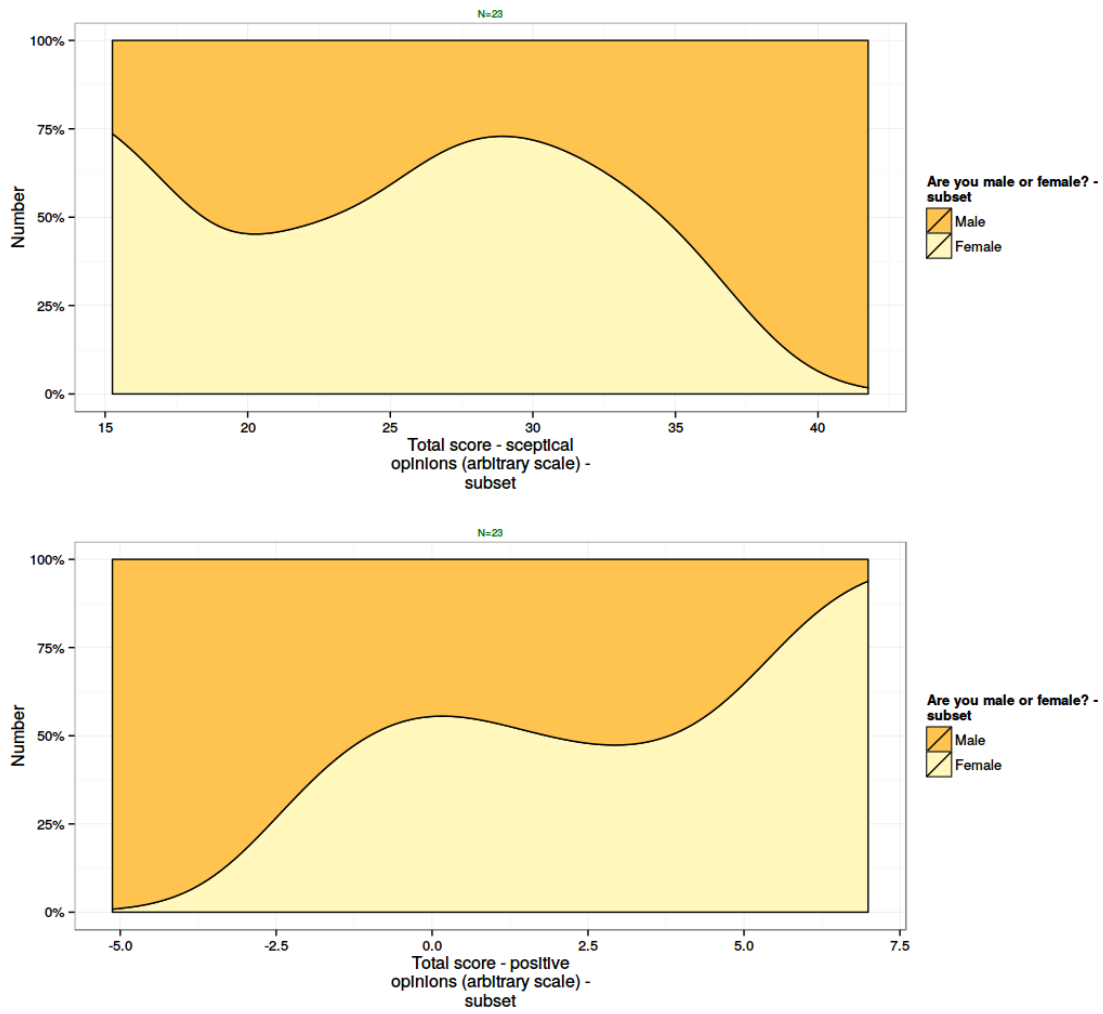 N=23
100%
75%
50%
25%
0%
Number
15 20 25 30 35 40
Total score - sceptical
opinions (arbitrary scale) -
subset
Are you male or female? -
subset
Male
Female
N=23
100%
75%
50%
25%
0%
Number
-5.0 -2.5 0.0 2.5 5.0 7.5
Total score - positive
opinions (arbitrary scale) -
subset
Are you male or female? -
subset
Male
Female